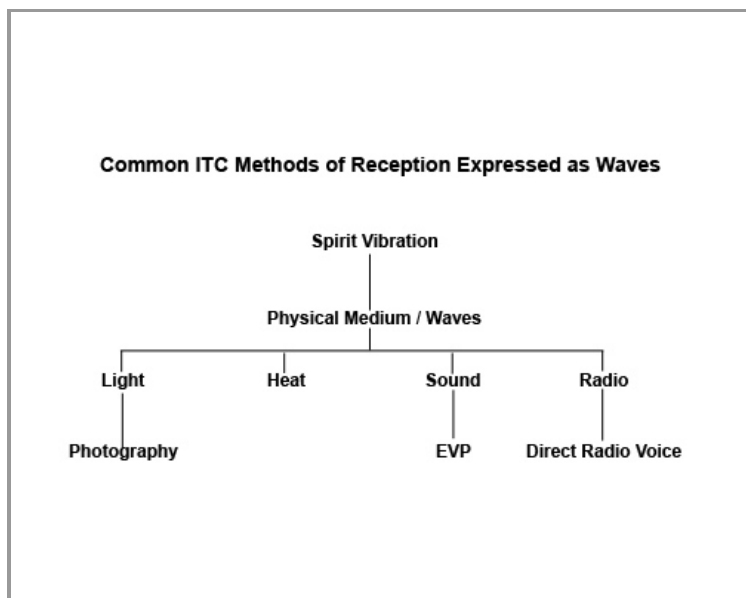 Common ITC Methods of Reception Expressed as Waves
Spirit Vibration
Physical Medium / Waves
Light Heat Sound Radio
Photography EVP Direct Radio Voice